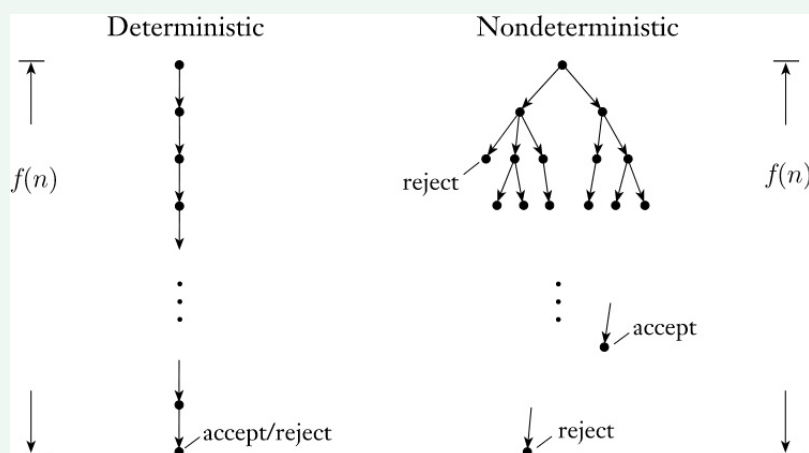 Deterministic
Nondeterministic
f(n)
reject
f(n)
accept
accept/reject
reject